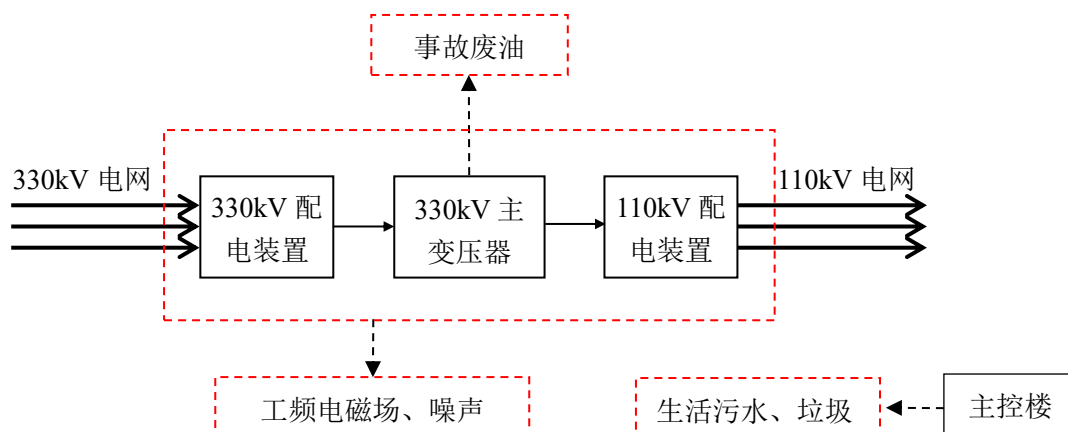 事故废油
330kV 电网
110kV 电网
330kV 配
电装置
330kV 主
变压器
110kV 配
电装置
工频电磁场、噪声
生活污水、垃圾
主控楼